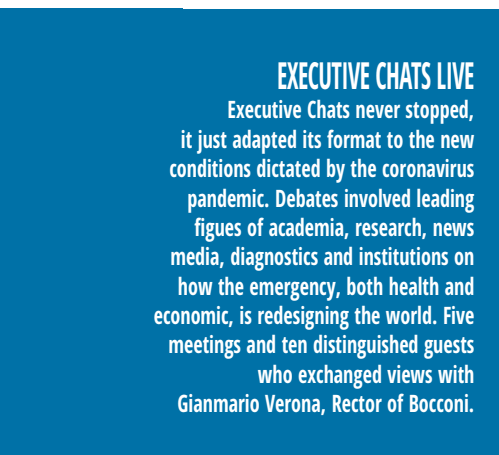 EXECUTIVE CHATS LIVE
Executive Chats never stopped,
it just adapted its format to the new
conditions dictated by the coronavirus
pandemic. Debates involved leading
figues of academia, research, news
media, diagnostics and institutions on
how the emergency, both health and
economic, is redesigning the world. Five
meetings and ten distinguished guests
who exchanged views with
Gianmario Verona, Rector of Bocconi.